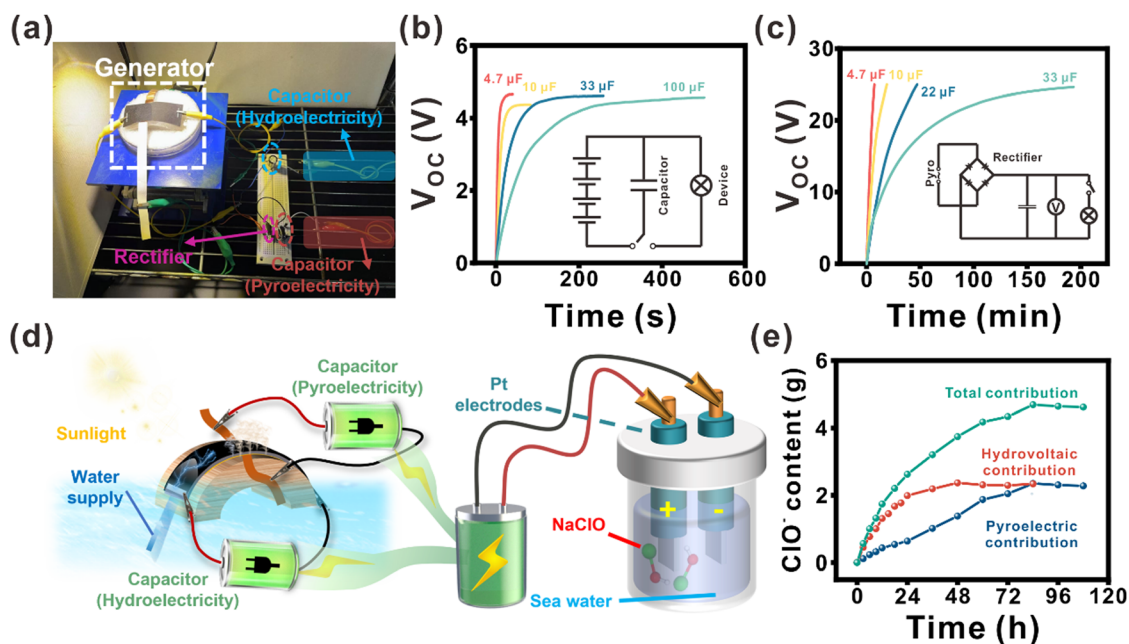 (a)
Generator
Capacitor
(Hydroelectricity)
Rectifier
Capacitor
(Pyroelectricity)
(b)
6
4
2
0
V_OC (V)
4.7 µF
10 µF
33 µF
100 µF
Capacitor
Device
0
200
400
600
Time (s)
(c)
30
20
10
0
V_OC (V)
4.7 µF
10 µF
22 µF
33 µF
Pyro
Rectifier
V
0
50
100
150
200
Time (min)
(d)
Sunlight
Water
supply
Capacitor
(Pyroelectricity)
Capacitor
(Hydroelectricity)
Pt
electrodes
+
-
NaClO
Sea water
(e)
6
4
2
0
ClO⁻ content (g)
Total contribution
Hydrovoltaic
contribution
Pyroelectric
contribution
0
24
48
72
96
120
Time (h)